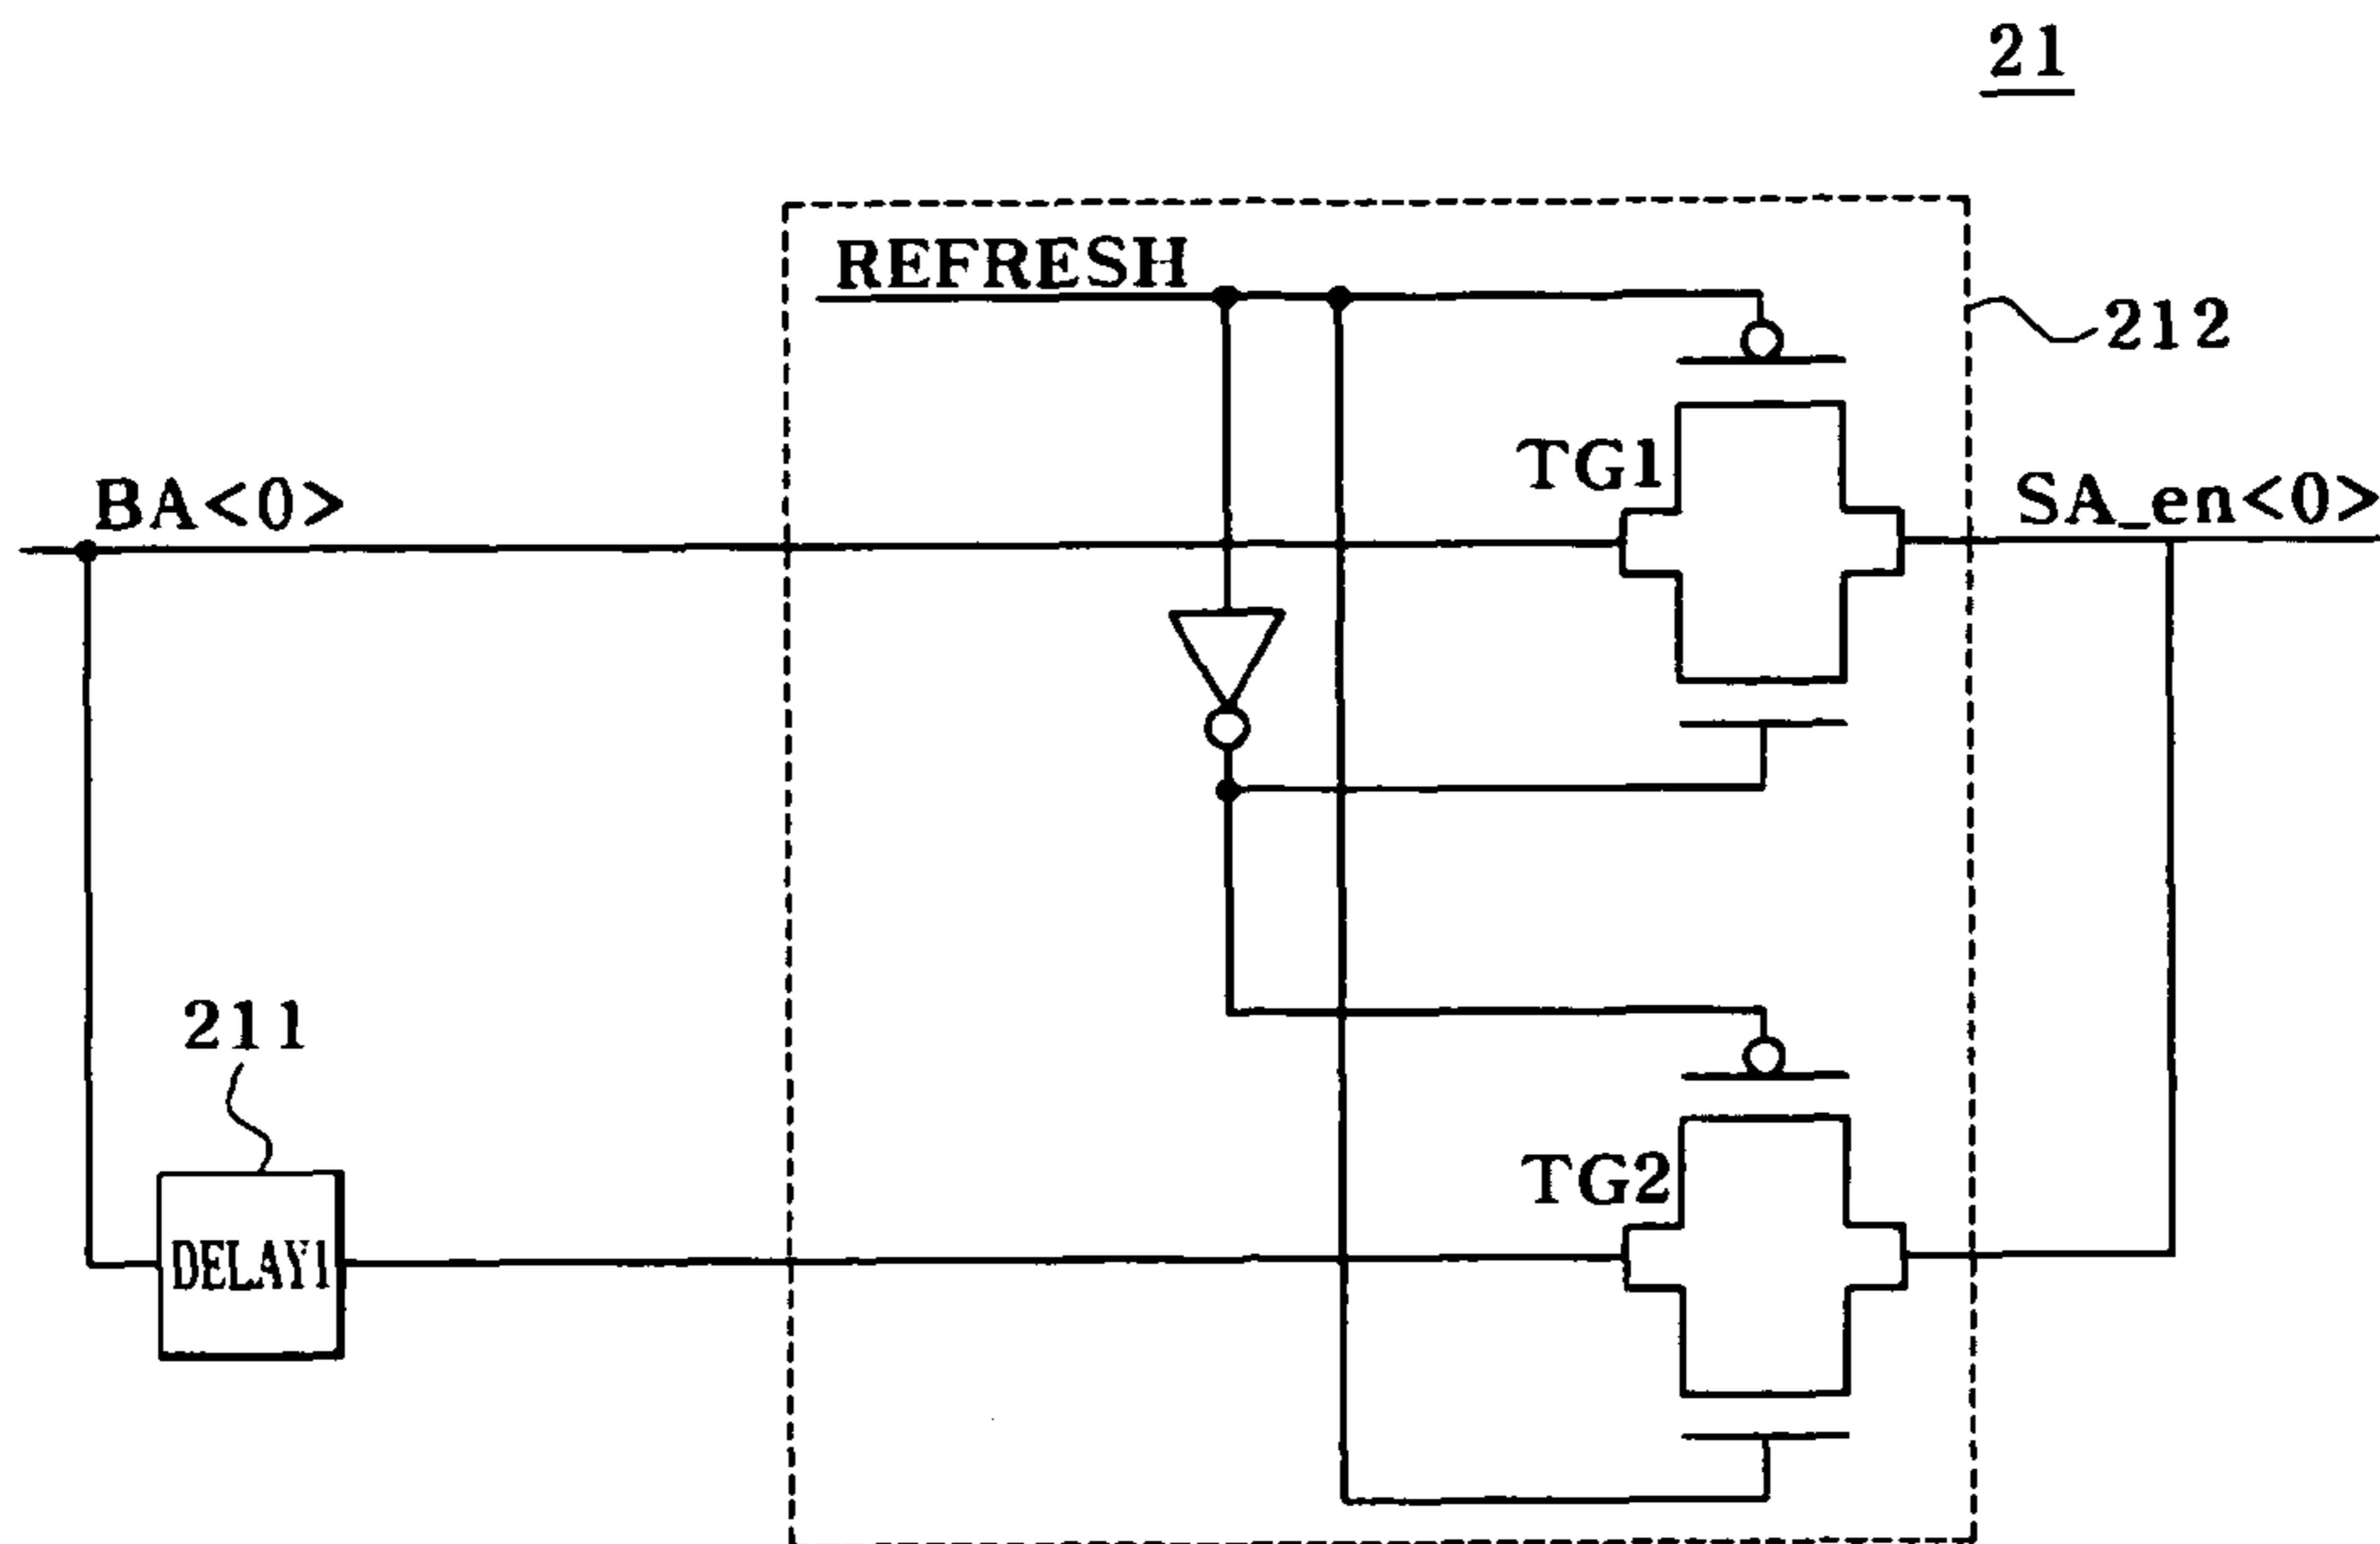 21
REFRESH
212
TG1
BA<0>
SA_en<0>
211
TG2
DELAY1